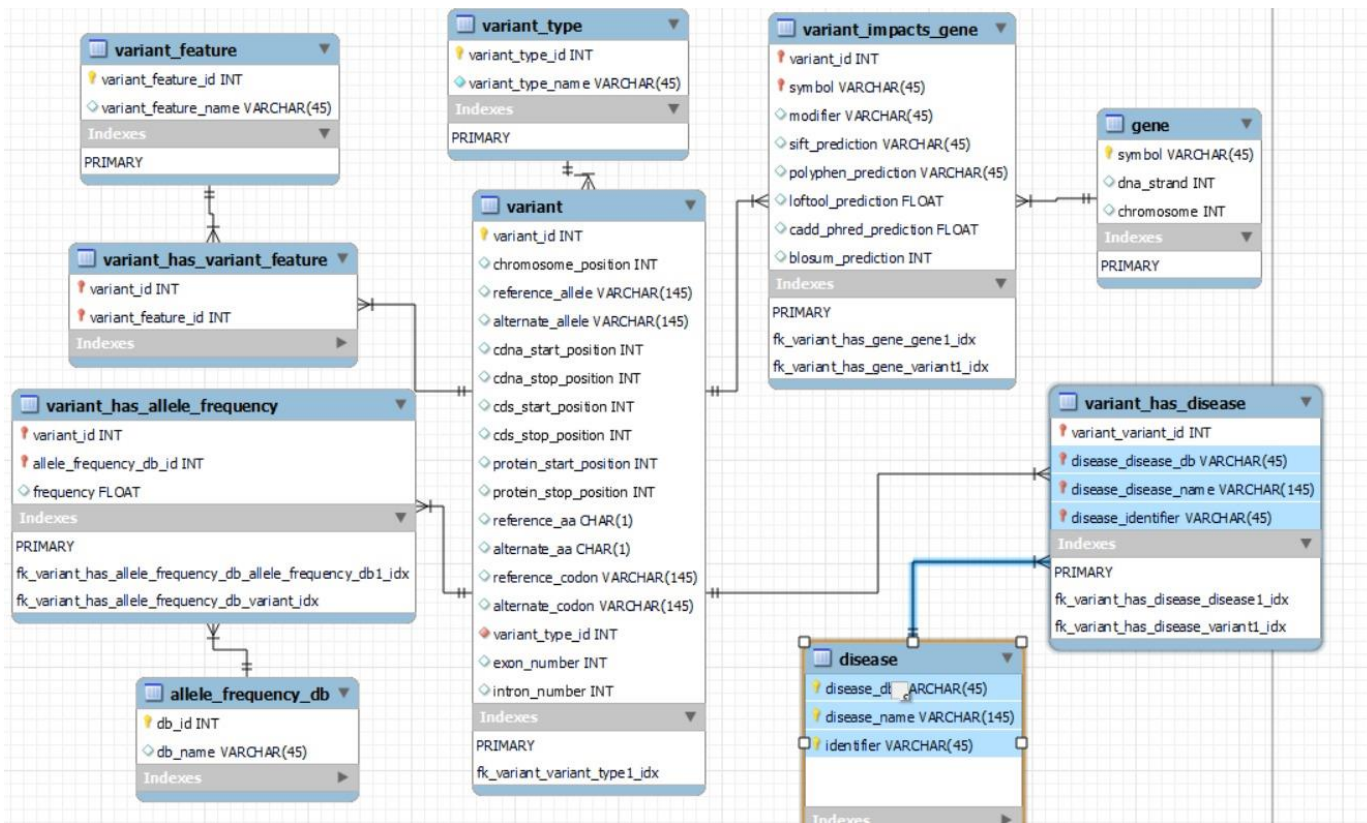 variant_feature
variant_feature_id INT
variant_feature_name VARCHAR(45)
Indexes
PRIMARY
variant_type
variant_type_id INT
variant_type_name VARCHAR(45)
Indexes
PRIMARY
variant_impacts_gene
variant_id INT
symbol VARCHAR(45)
modifier VARCHAR(45)
sift_prediction VARCHAR(45)
polyphen_prediction VARCHAR(45)
loftool_prediction FLOAT
cadd_phred_prediction FLOAT
blosum_prediction INT
Indexes
PRIMARY
fk_variant_has_gene_gene1_idx
fk_variant_has_gene_variant1_idx
gene
symbol VARCHAR(45)
dna_strand INT
chromosome INT
Indexes
PRIMARY
variant_has_variant_feature
variant_id INT
variant_feature_id INT
Indexes
variant
variant_id INT
chromosome_position INT
reference_allele VARCHAR(145)
alternate_allele VARCHAR(145)
cdna_start_position INT
cdna_stop_position INT
cds_start_position INT
cds_stop_position INT
protein_start_position INT
protein_stop_position INT
reference_aa CHAR(1)
alternate_aa CHAR(1)
reference_codon VARCHAR(145)
alternate_codon VARCHAR(145)
variant_type_id INT
exon_number INT
intron_number INT
Indexes
PRIMARY
fk_variant_variant_type1_idx
variant_has_allele_frequency
variant_id INT
allele_frequency_db_id INT
frequency FLOAT
Indexes
PRIMARY
fk_variant_has_allele_frequency_db_allele_frequency_db1_idx
fk_variant_has_allele_frequency_db_variant_idx
allele_frequency_db
db_id INT
db_name VARCHAR(45)
Indexes
variant_has_disease
variant_variant_id INT
disease_disease_db VARCHAR(45)
disease_disease_name VARCHAR(145)
disease_identifier VARCHAR(45)
Indexes
PRIMARY
fk_variant_has_disease_disease1_idx
fk_variant_has_disease_variant1_idx
disease
disease_d ARCHAR(45)
disease_name VARCHAR(145)
identifier VARCHAR(45)
Indexes